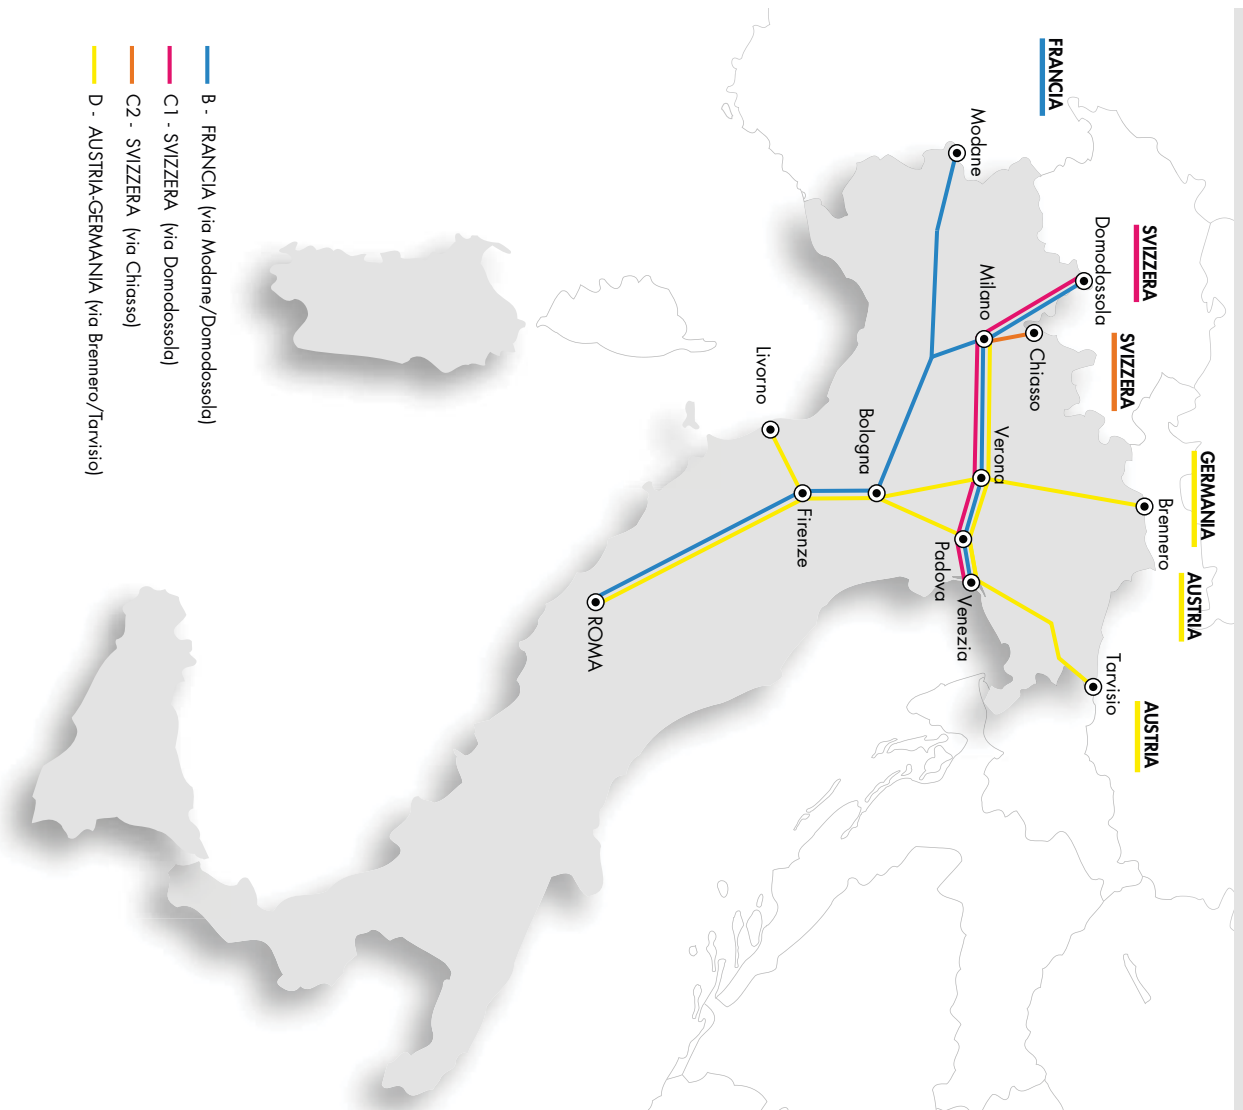 FRANCIA
SVIZZERA
SVIZZERA
GERMANIA
AUSTRIA
AUSTRIA
Modane
Domodossola
Milano
Chiasso
Verona
Brennero
Tarvisio
Padova
Venezia
Bologna
Livorno
Firenze
ROMA
B - FRANCIA (via Modane/Domodossola)
C1 - SVIZZERA (via Domodossola)
C2 - SVIZZERA (via Chiasso)
D - AUSTRIA-GERMANIA (via Brennero/Tarvisio)